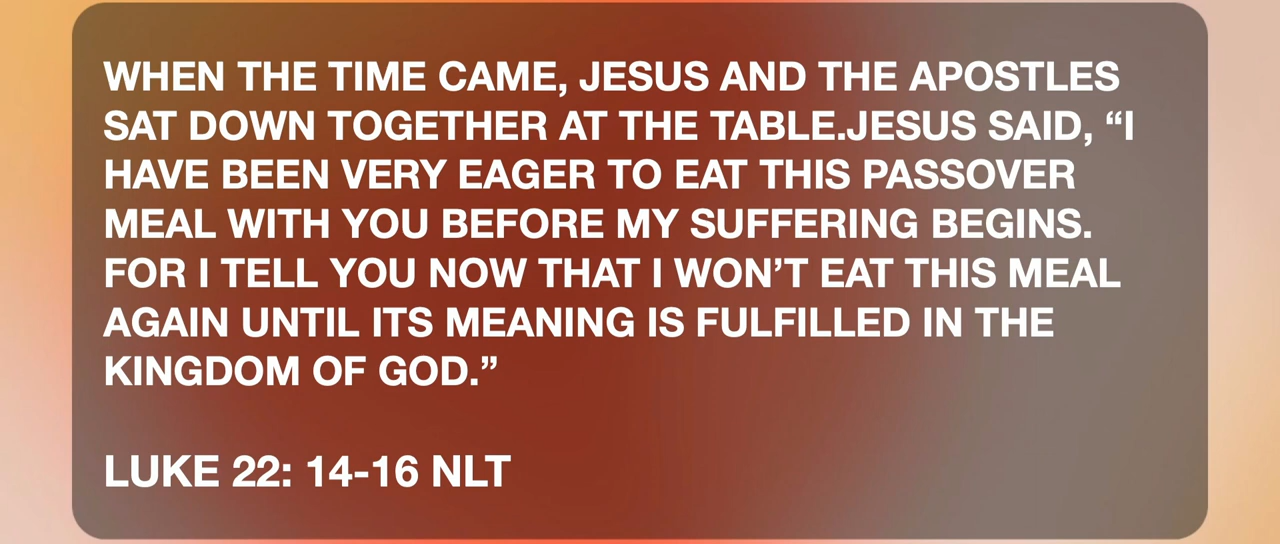 WHEN THE TIME CAME, JESUS AND THE APOSTLES
SAT DOWN TOGETHER AT THE TABLE.JESUS SAID, “I
HAVE BEEN VERY EAGER TO EAT THIS PASSOVER
MEAL WITH YOU BEFORE MY SUFFERING BEGINS.
FOR I TELL YOU NOW THAT I WON’T EAT THIS MEAL
AGAIN UNTIL ITS MEANING IS FULFILLED IN THE
KINGDOM OF GOD.”
LUKE 22: 14-16 NLT